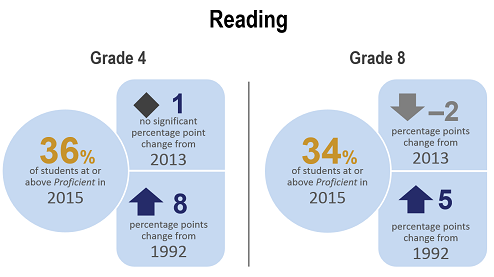 Reading
Grade 4
36%
of students at or
above Proficient in
2015
1
no significant
percentage point
change from
2013
8
percentage points
change from
1992
Grade 8
34%
of students at or
above Proficient in
2015
–2
percentage points
change from
2013
5
percentage points
change from
1992